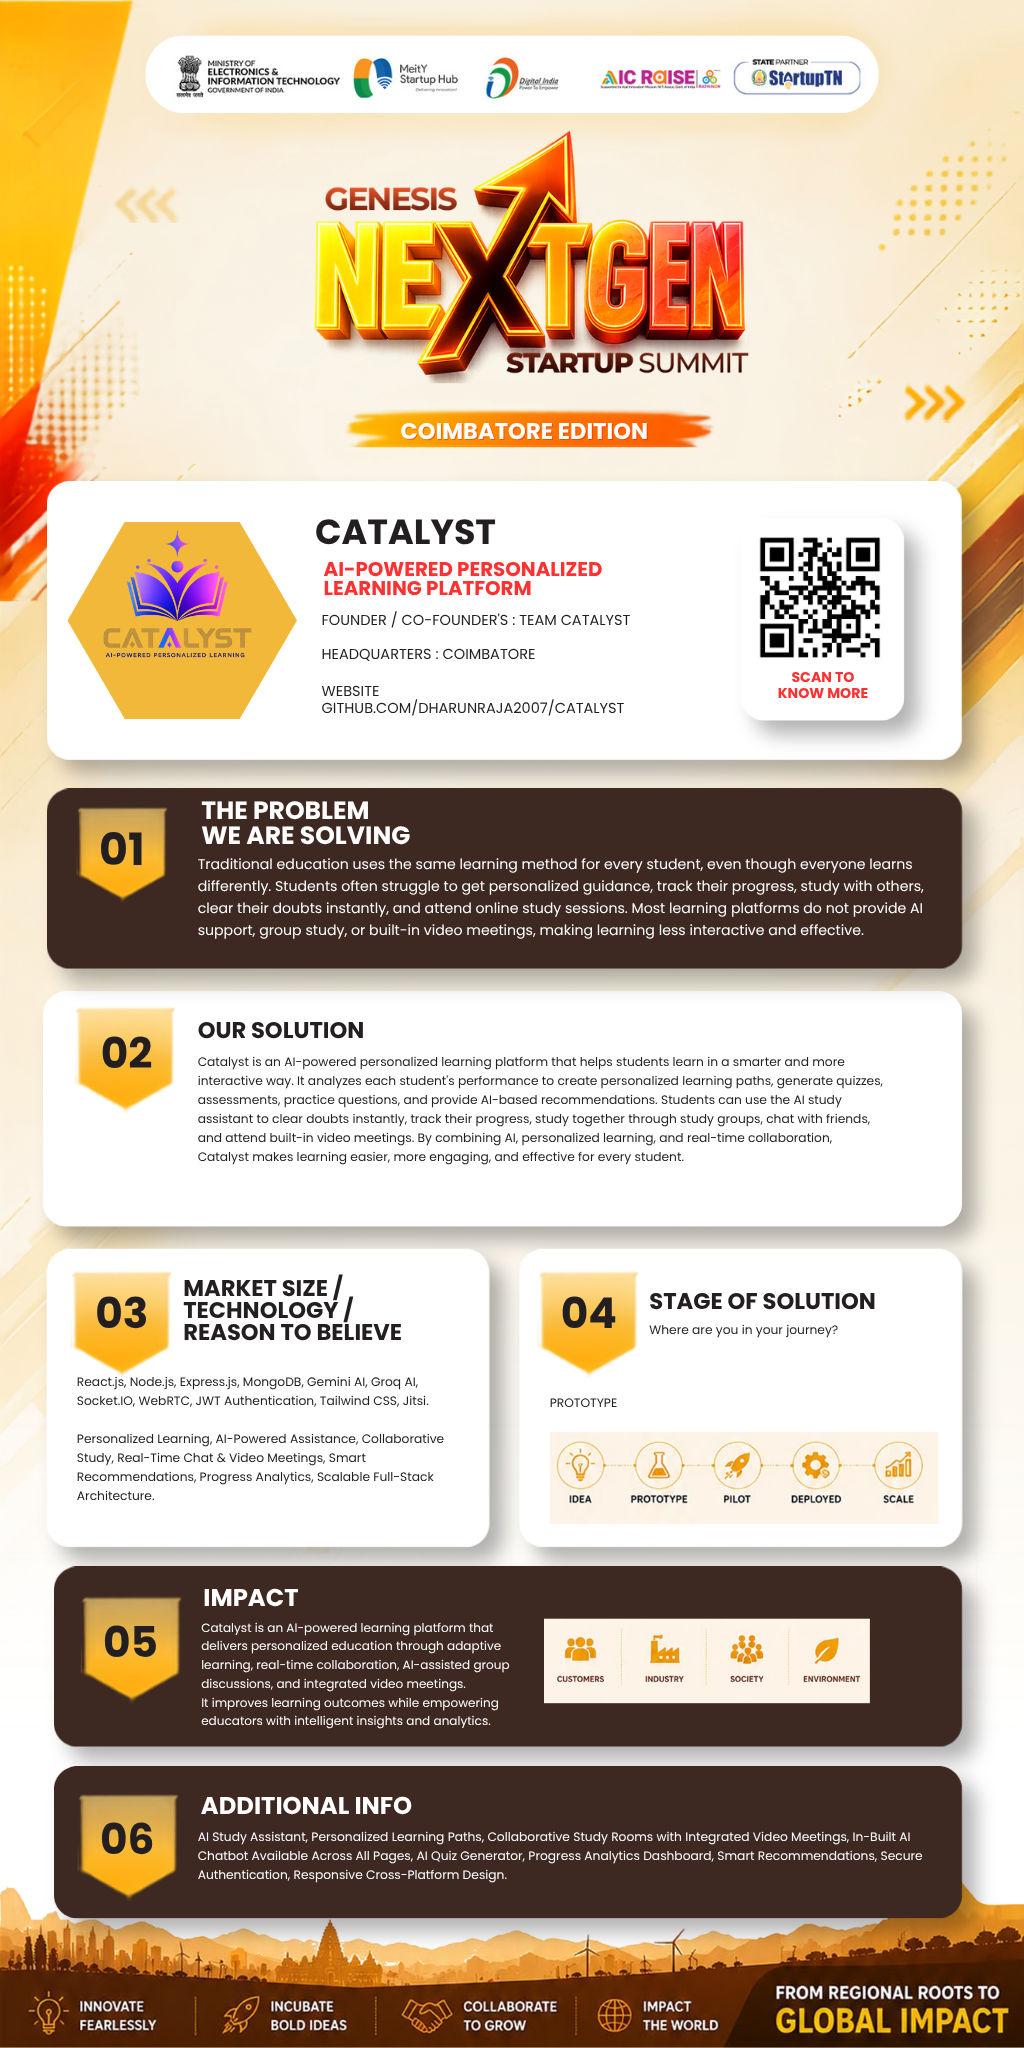 MINISTRY OF
ELECTRONICS &
INFORMATION TECHNOLOGY
GOVERNMENT OF INDIA
सत्यमेव जयते
MeitY
Startup Hub
Delivering Innovation!
Digital India
Power To Empower
AIC RAISE
STATE PARTNER
StartupTN
GENESIS
NEXTGEN
STARTUP SUMMIT
COIMBATORE EDITION
CATALYST
AI-POWERED PERSONALIZED LEARNING
CATALYST
AI-POWERED PERSONALIZED
LEARNING PLATFORM
FOUNDER / CO-FOUNDER'S : TEAM CATALYST
HEADQUARTERS : COIMBATORE
WEBSITE
GITHUB.COM/DHARUNRAJA2007/CATALYST
SCAN TO
KNOW MORE
01
THE PROBLEM
WE ARE SOLVING
Traditional education uses the same learning method for every student, even though everyone learns
differently. Students often struggle to get personalized guidance, track their progress, study with others,
clear their doubts instantly, and attend online study sessions. Most learning platforms do not provide AI
support, group study, or built-in video meetings, making learning less interactive and effective.
02
OUR SOLUTION
Catalyst is an AI-powered personalized learning platform that helps students learn in a smarter and more
interactive way. It analyzes each student's performance to create personalized learning paths, generate quizzes,
assessments, practice questions, and provide AI-based recommendations. Students can use the AI study
assistant to clear doubts instantly, track their progress, study together through study groups, chat with friends,
and attend built-in video meetings. By combining AI, personalized learning, and real-time collaboration,
Catalyst makes learning easier, more engaging, and effective for every student.
03
MARKET SIZE /
TECHNOLOGY /
REASON TO BELIEVE
React.js, Node.js, Express.js, MongoDB, Gemini AI, Groq AI,
Socket.IO, WebRTC, JWT Authentication, Tailwind CSS, Jitsi.
Personalized Learning, AI-Powered Assistance, Collaborative
Study, Real-Time Chat & Video Meetings, Smart
Recommendations, Progress Analytics, Scalable Full-Stack
Architecture.
04
STAGE OF SOLUTION
Where are you in your journey?
PROTOTYPE
IDEA PROTOTYPE PILOT DEPLOYED SCALE
05
IMPACT
Catalyst is an AI-powered learning platform that
delivers personalized education through adaptive
learning, real-time collaboration, AI-assisted group
discussions, and integrated video meetings.
It improves learning outcomes while empowering
educators with intelligent insights and analytics.
CUSTOMERS INDUSTRY SOCIETY ENVIRONMENT
06
ADDITIONAL INFO
AI Study Assistant, Personalized Learning Paths, Collaborative Study Rooms with Integrated Video Meetings, In-Built AI
Chatbot Available Across All Pages, AI Quiz Generator, Progress Analytics Dashboard, Smart Recommendations, Secure
Authentication, Responsive Cross-Platform Design.
INNOVATE
FEARLESSLY
INCUBATE
BOLD IDEAS
COLLABORATE
TO GROW
IMPACT
THE WORLD
FROM REGIONAL ROOTS TO
GLOBAL IMPACT